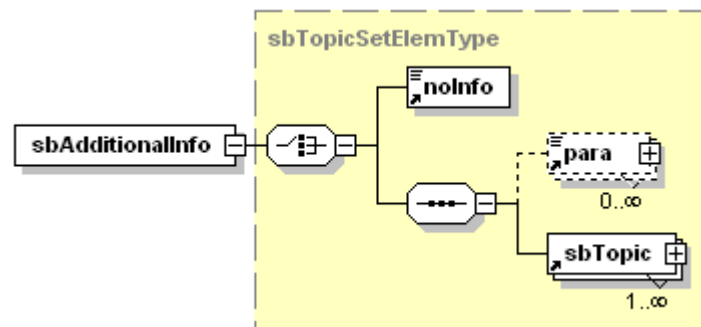 sbTopicSetElemType
noInfo
sbAdditionalInfo
para
0..∞
sbTopic
1..∞